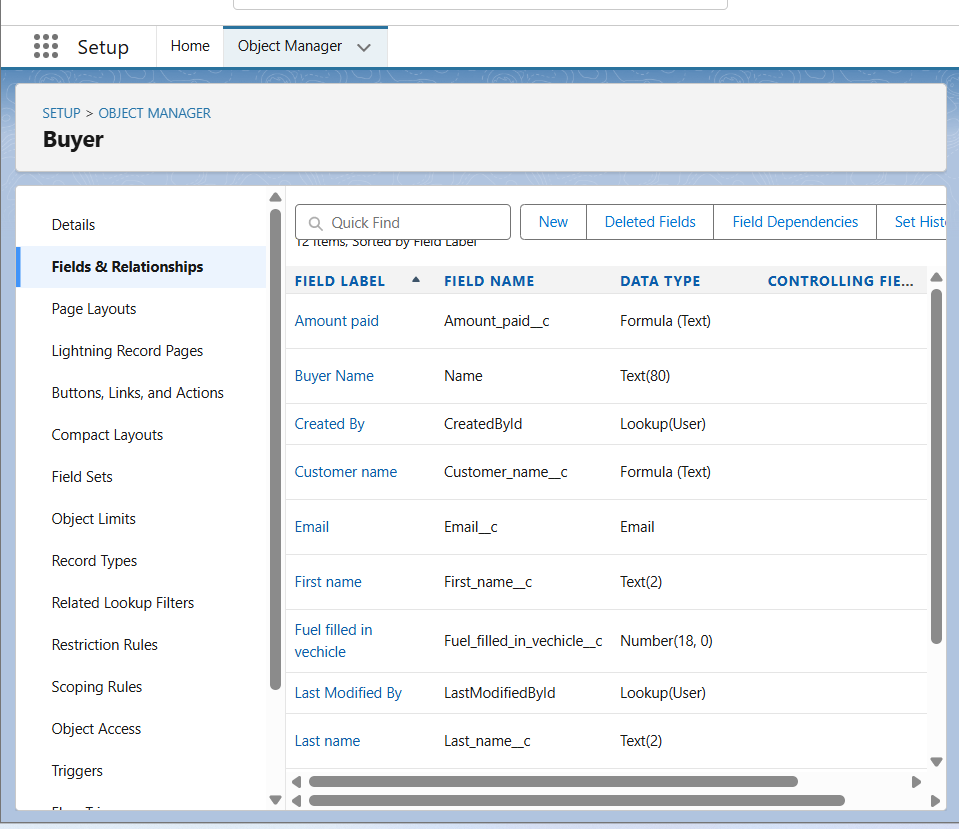 Setup
Home
Object Manager
SETUP > OBJECT MANAGER
Buyer
Details
Fields & Relationships
Page Layouts
Lightning Record Pages
Buttons, Links, and Actions
Compact Layouts
Field Sets
Object Limits
Record Types
Related Lookup Filters
Restriction Rules
Scoping Rules
Object Access
Triggers
Quick Find
New
Deleted Fields
Field Dependencies
Set Hist
12 Items, Sorted by Field Label
FIELD LABEL FIELD NAME DATA TYPE CONTROLLING FIE...
Amount paid Amount_paid__c Formula (Text)
Buyer Name Name Text(80)
Created By CreatedById Lookup(User)
Customer name Customer_name__c Formula (Text)
Email Email__c Email
First name First_name__c Text(2)
Fuel filled in
vechicle Fuel_filled_in_vechicle__c Number(18, 0)
Last Modified By LastModifiedById Lookup(User)
Last name Last_name__c Text(2)